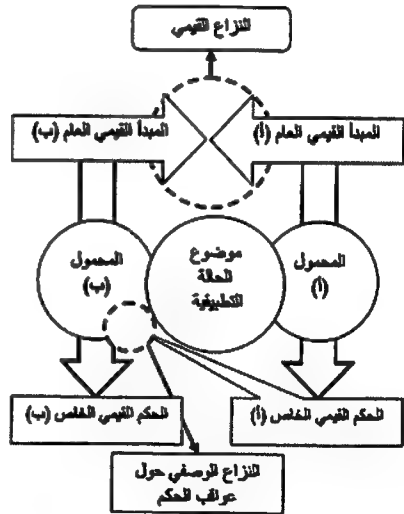 النزاع القيمي
المبدأ القيمي العام (أ)
المبدأ القيمي العام (ب)
المحمول
(أ)
موضوع
الحالة
التطبيقية
المحمول
(ب)
الحكم القيمي الخاص (أ)
الحكم القيمي الخاص (ب)
النزاع الوصفي حول
عواقب الحكم